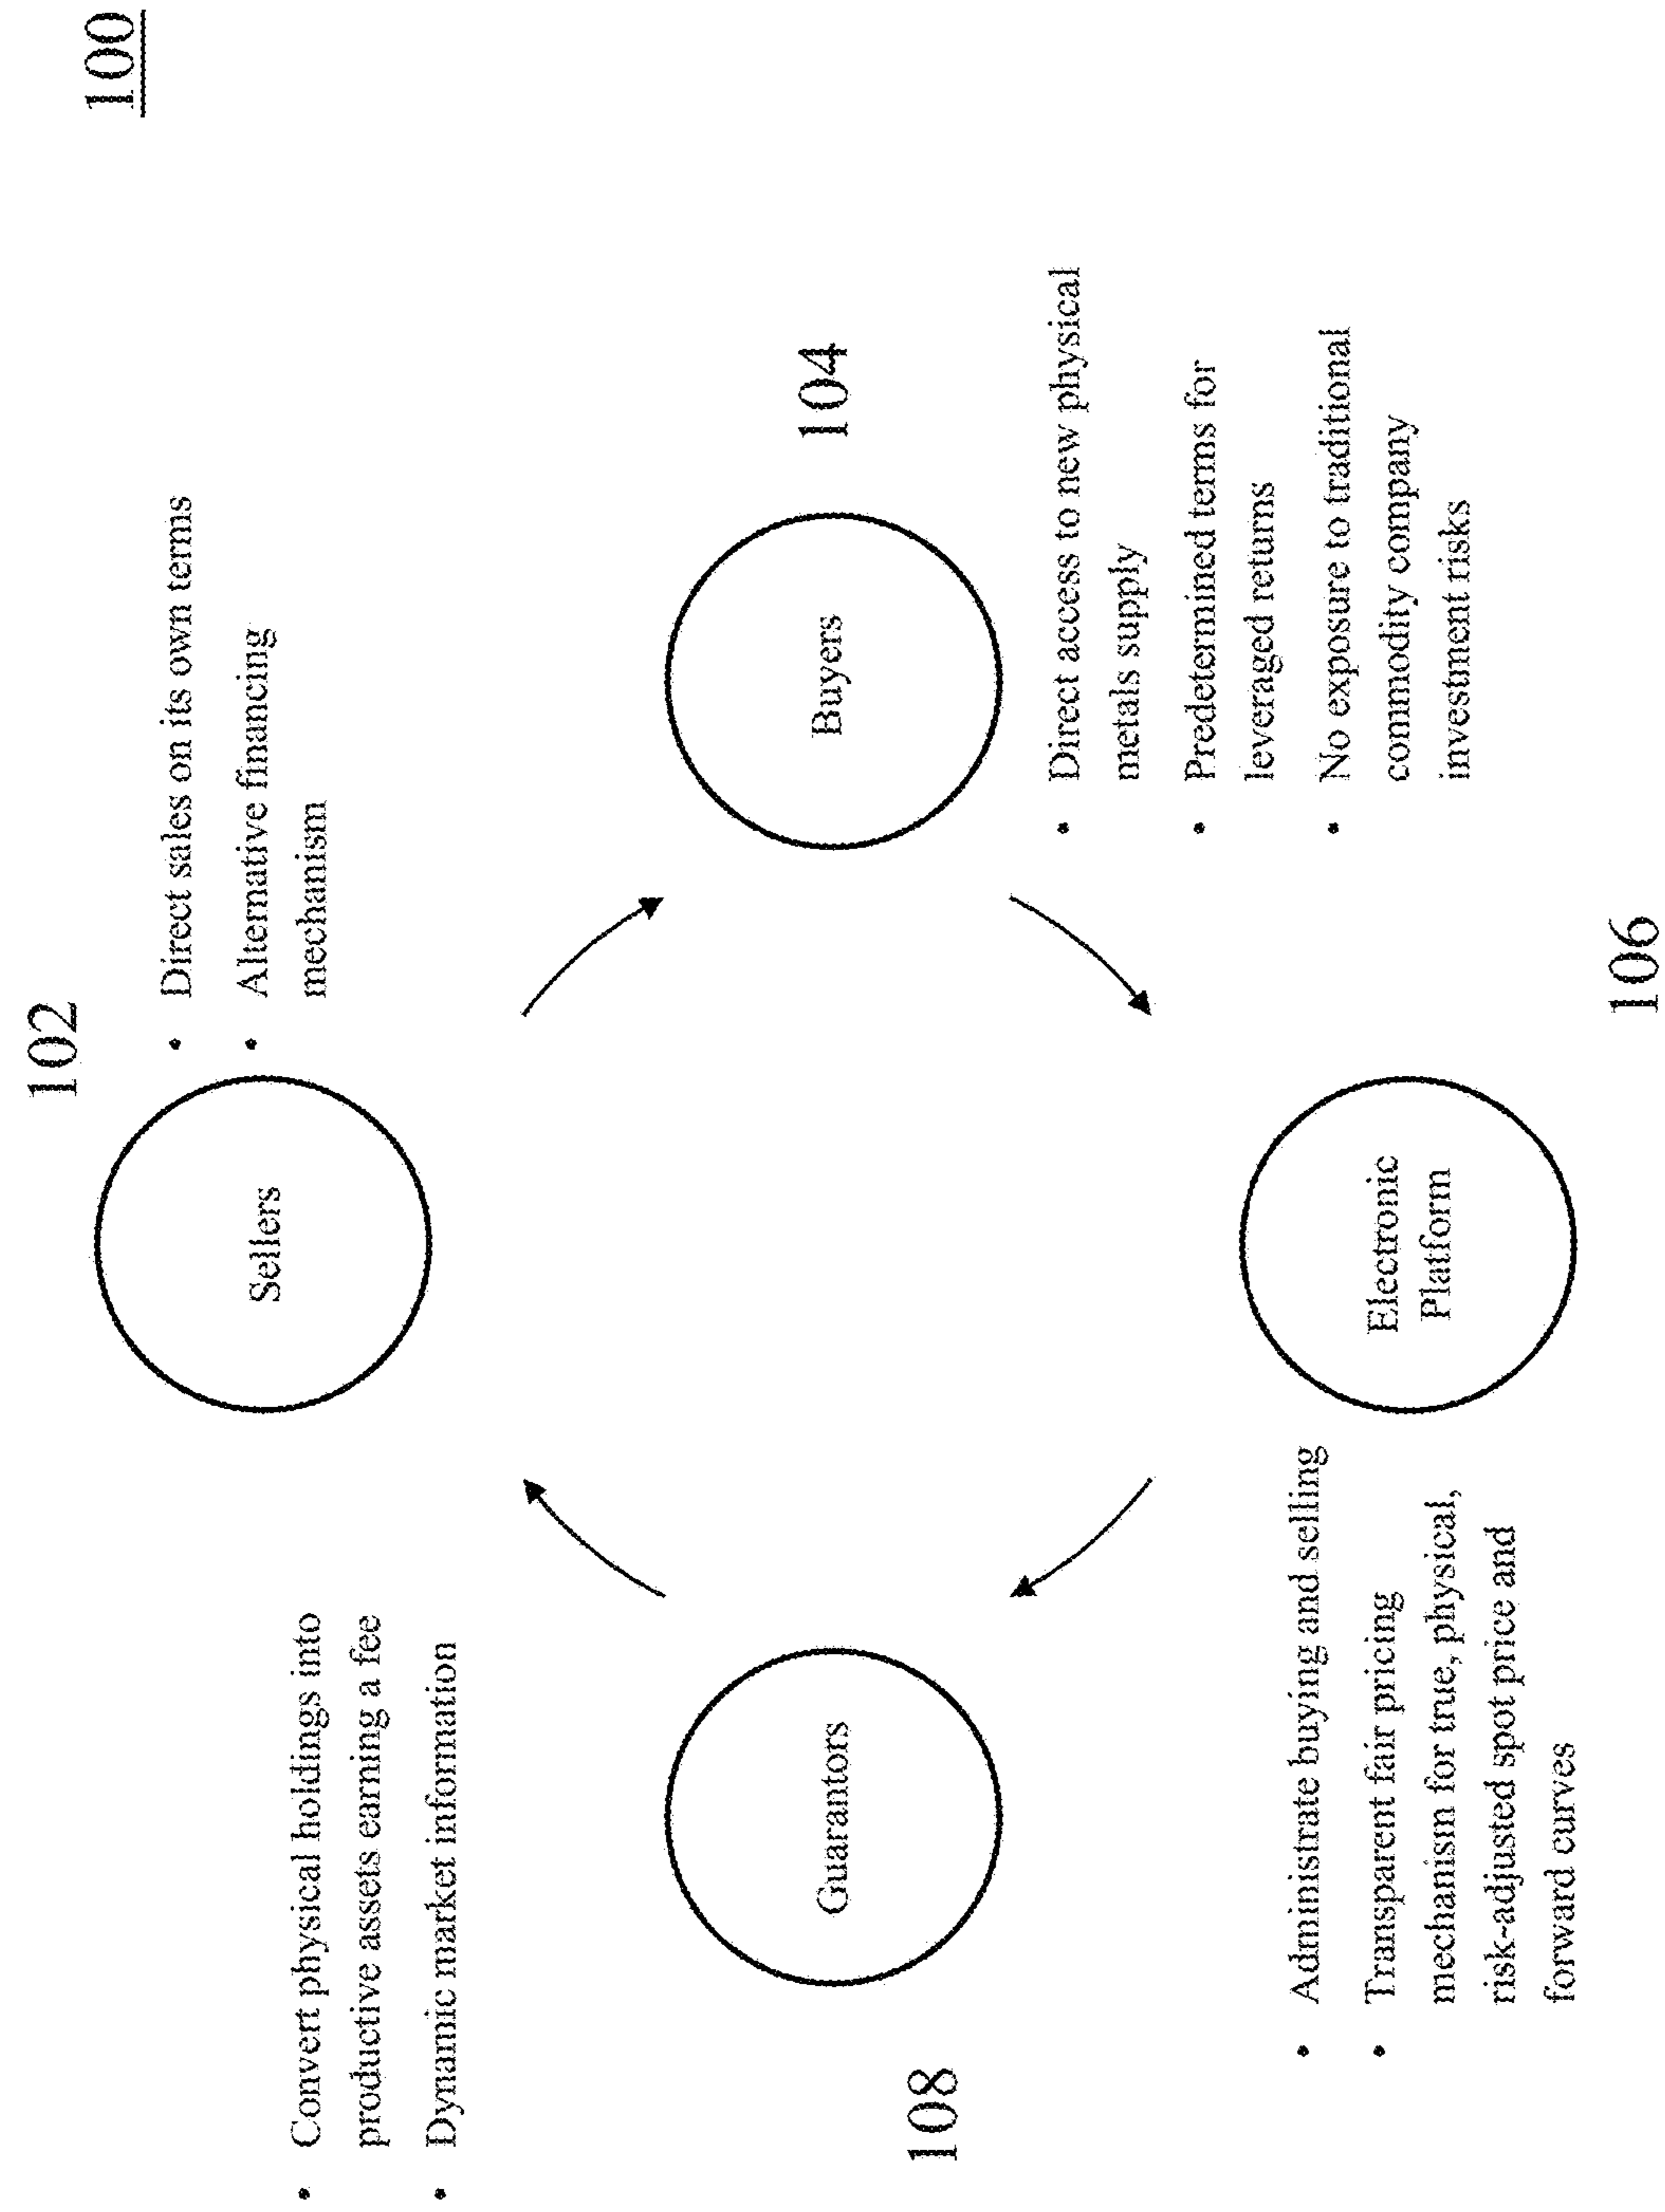 100
102
Sellers
• Direct sales on its own terms
• Alternative financing
mechanism
104
Buyers
• Direct access to new physical
metals supply
• Predetermined terms for
leveraged returns
• No exposure to traditional
commodity company
investment risks
106
Electronic
Platform
• Administrate buying and selling
• Transparent fair pricing
mechanism for true, physical,
risk-adjusted spot price and
forward curves
108
Guarantors
• Convert physical holdings into
productive assets earning a fee
• Dynamic market information